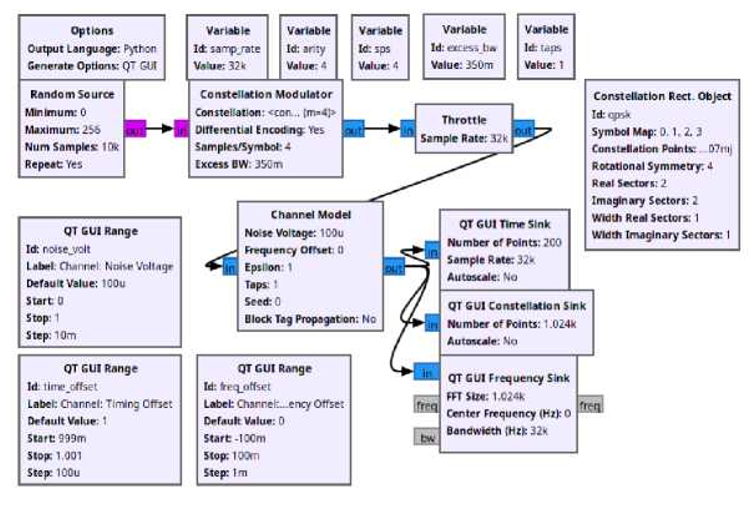 Options
Output Language: Python
Generate Options: QT GUI
Variable
Id: samp_rate
Value: 32k
Variable
Id: arity
Value: 4
Variable
Id: sps
Value: 4
Variable
Id: excess_bw
Value: 350m
Variable
Id: taps
Value: 1
Random Source
Minimum: 0
Maximum: 256
Num Samples: 10k
Repeat: Yes
out
in
Constellation Modulator
Constellation: <con... (m=4)>
Differential Encoding: Yes
Samples/Symbol: 4
Excess BW: 350m
out
in
Throttle
Sample Rate: 32k
out
Constellation Rect. Object
Id: qpsk
Symbol Map: 0, 1, 2, 3
Constellation Points: ...07mj
Rotational Symmetry: 4
Real Sectors: 2
Imaginary Sectors: 2
Width Real Sectors: 1
Width Imaginary Sectors: 1
QT GUI Range
Id: noise_volt
Label: Channel: Noise Voltage
Default Value: 100u
Start: 0
Stop: 1
Step: 10m
in
Channel Model
Noise Voltage: 100u
Frequency Offset: 0
Epsilon: 1
Taps: 1
Seed: 0
Block Tag Propagation: No
out
in
QT GUI Time Sink
Number of Points: 200
Sample Rate: 32k
Autoscale: No
in
QT GUI Constellation Sink
Number of Points: 1.024k
Autoscale: No
QT GUI Range
Id: time_offset
Label: Channel: Timing Offset
Default Value: 1
Start: 999m
Stop: 1.001
Step: 100u
QT GUI Range
Id: freq_offset
Label: Channel:...ency Offset
Default Value: 0
Start: -100m
Stop: 100m
Step: 1m
in
freq
bw
QT GUI Frequency Sink
FFT Size: 1.024k
Center Frequency (Hz): 0
Bandwidth (Hz): 32k
freq